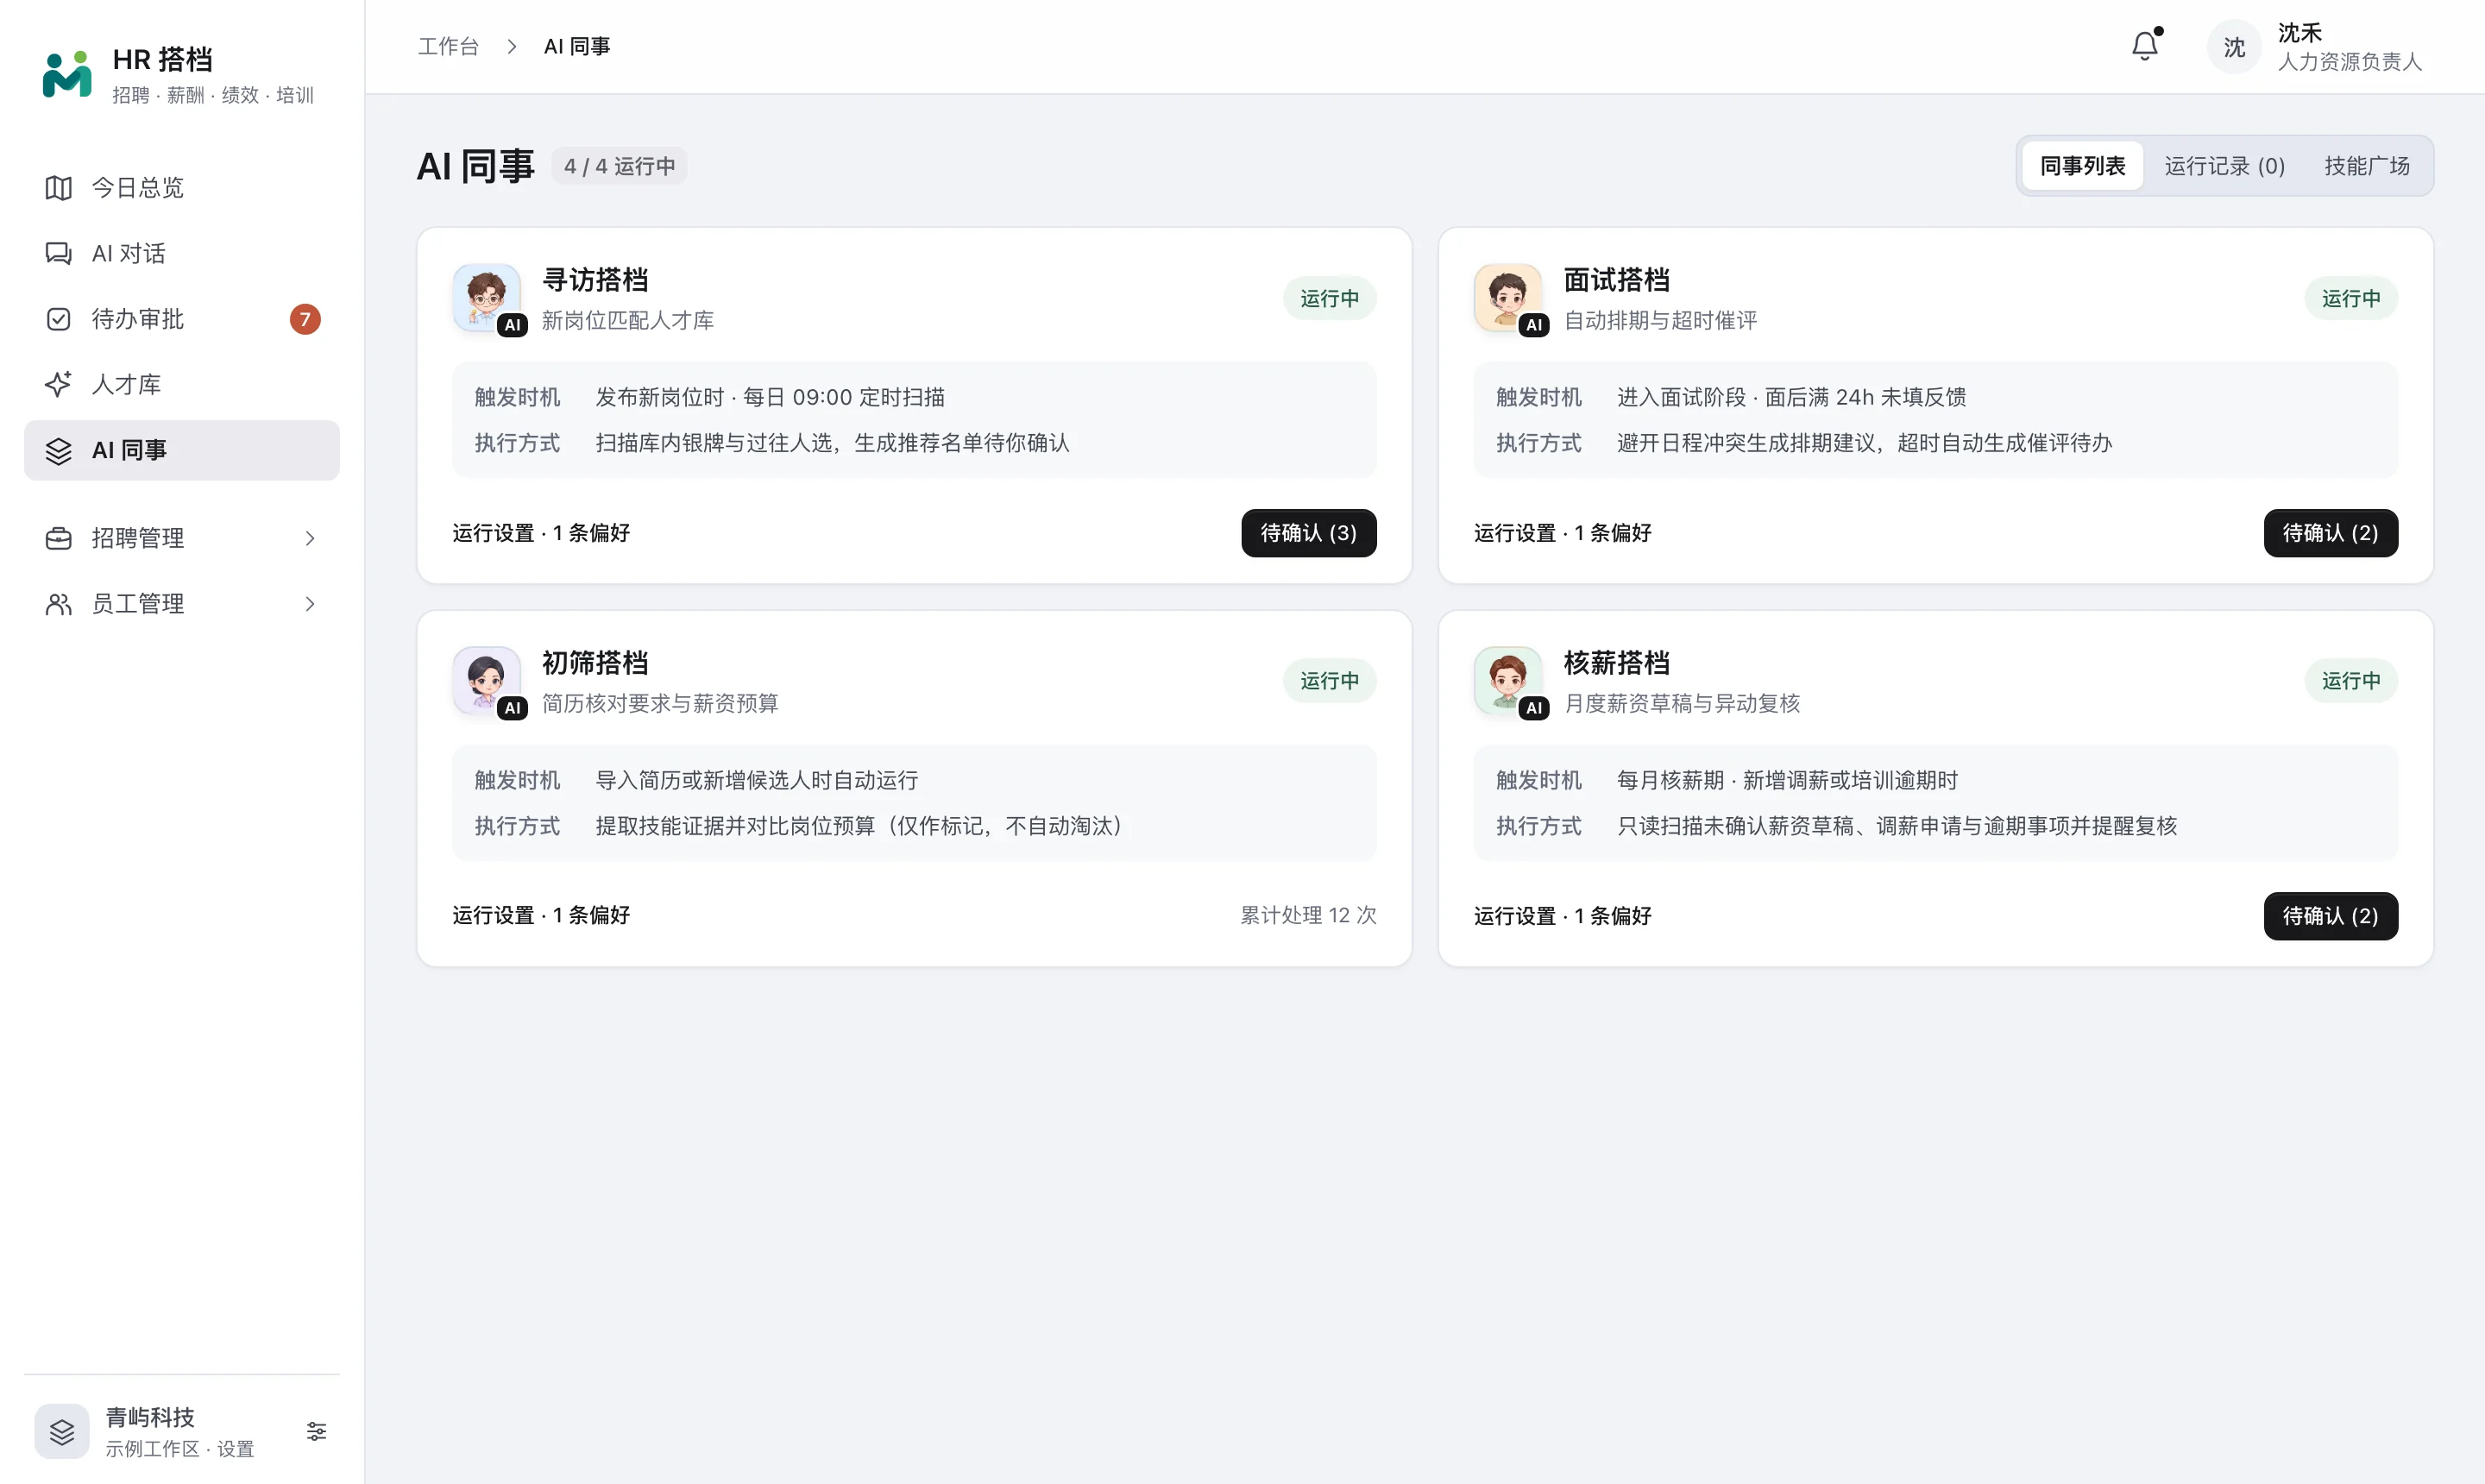 HR 搭档
招聘 · 薪酬 · 绩效 · 培训
今日总览
AI 对话
待办审批
7
人才库
AI 同事
招聘管理
员工管理
青屿科技
示例工作区 · 设置
工作台
AI 同事
沈
沈禾
人力资源负责人
AI 同事
4 / 4 运行中
同事列表
运行记录 (0)
技能广场
AI
寻访搭档
新岗位匹配人才库
运行中
触发时机 发布新岗位时 · 每日 09:00 定时扫描
执行方式 扫描库内银牌与过往人选，生成推荐名单待你确认
运行设置 · 1 条偏好
待确认 (3)
AI
面试搭档
自动排期与超时催评
运行中
触发时机 进入面试阶段 · 面后满 24h 未填反馈
执行方式 避开日程冲突生成排期建议，超时自动生成催评待办
运行设置 · 1 条偏好
待确认 (2)
AI
初筛搭档
简历核对要求与薪资预算
运行中
触发时机 导入简历或新增候选人时自动运行
执行方式 提取技能证据并对比岗位预算（仅作标记，不自动淘汰）
运行设置 · 1 条偏好
累计处理 12 次
AI
核薪搭档
月度薪资草稿与异动复核
运行中
触发时机 每月核薪期 · 新增调薪或培训逾期时
执行方式 只读扫描未确认薪资草稿、调薪申请与逾期事项并提醒复核
运行设置 · 1 条偏好
待确认 (2)